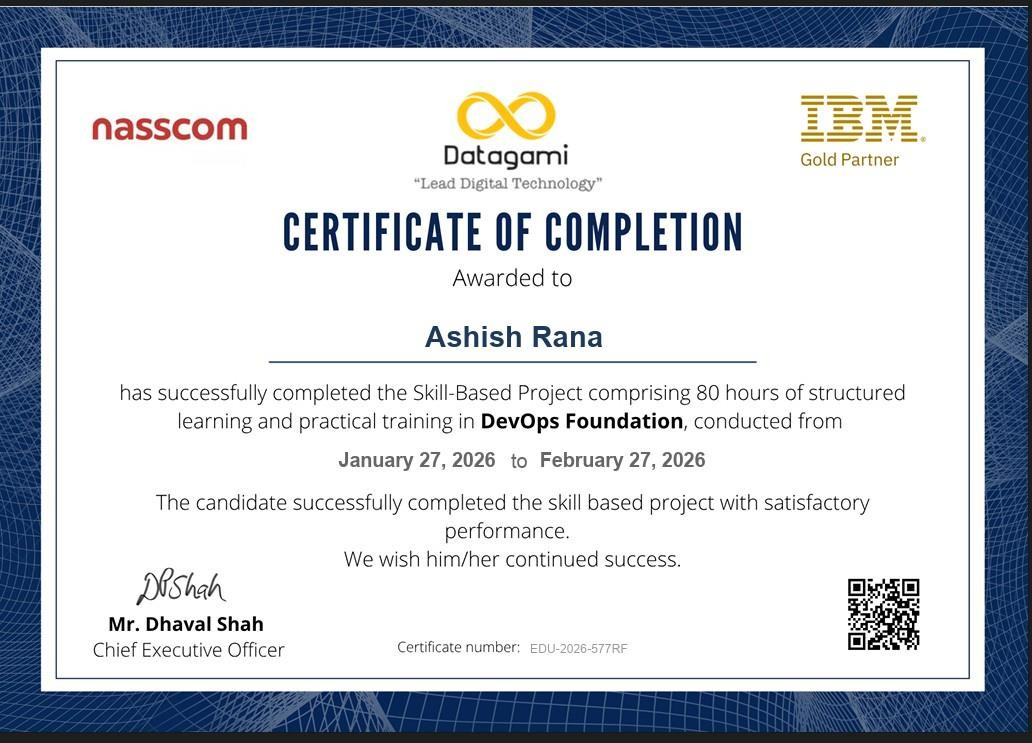 nasscom
Datagami
“Lead Digital Technology”
IBM®
Gold Partner
CERTIFICATE OF COMPLETION
Awarded to
Ashish Rana
has successfully completed the Skill-Based Project comprising 80 hours of structured
learning and practical training in DevOps Foundation, conducted from
January 27, 2026 to February 27, 2026
The candidate successfully completed the skill based project with satisfactory
performance.
We wish him/her continued success.
DPShah
Mr. Dhaval Shah
Chief Executive Officer
Certificate number: EDU-2026-577RF